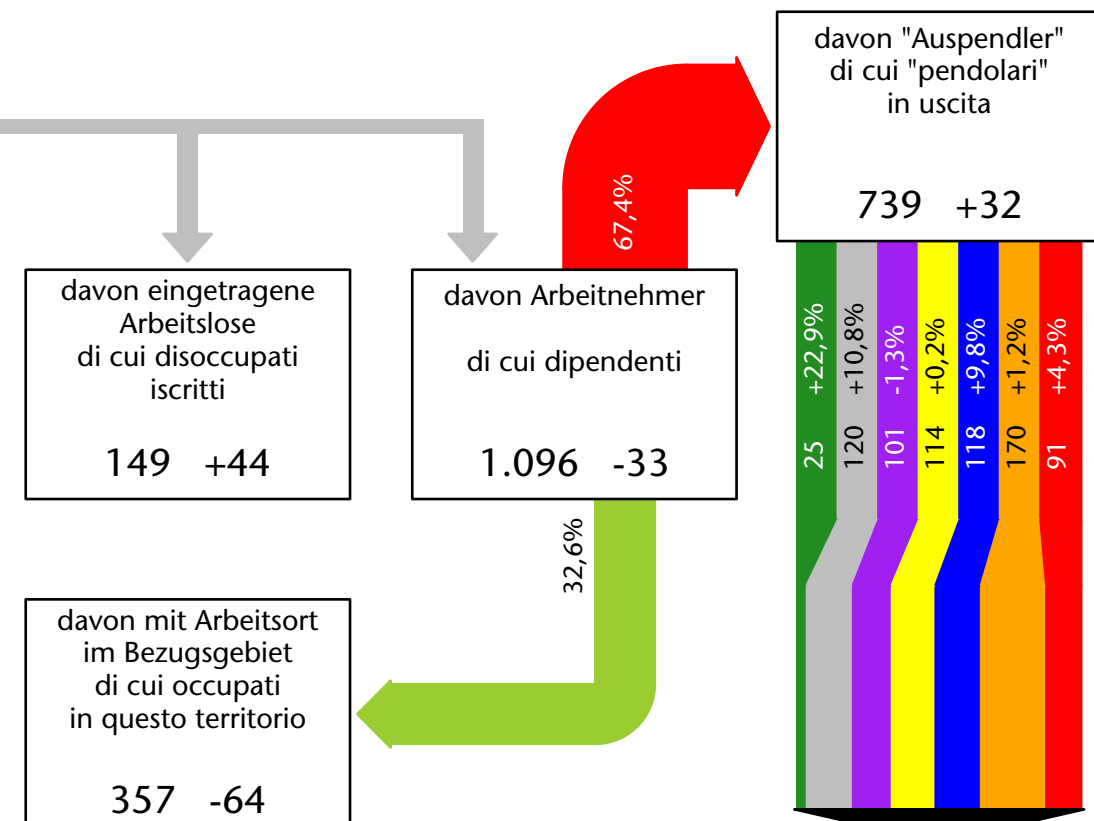 davon "Auspendler"
di cui "pendolari"
in uscita
739 +32
67,4%
davon eingetragene
Arbeitslose
di cui disoccupati
iscritti
149 +44
davon Arbeitnehmer
di cui dipendenti
1.096 -33
25 +22,9%
120 +10,8%
101 -1,3%
114 +0,2%
118 +9,8%
170 +1,2%
91 +4,3%
32,6%
davon mit Arbeitsort
im Bezugsgebiet
di cui occupati
in questo territorio
357 -64